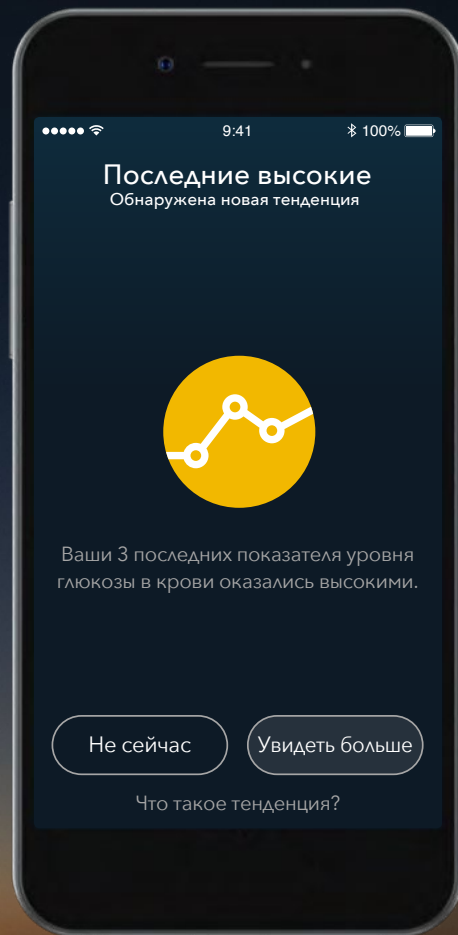 9:41
100%
Последние высокие
Обнаружена новая тенденция
Ваши 3 последних показателя уровня
глюкозы в крови оказались высокими.
Не сейчас
Увидеть больше
Что такое тенденция?